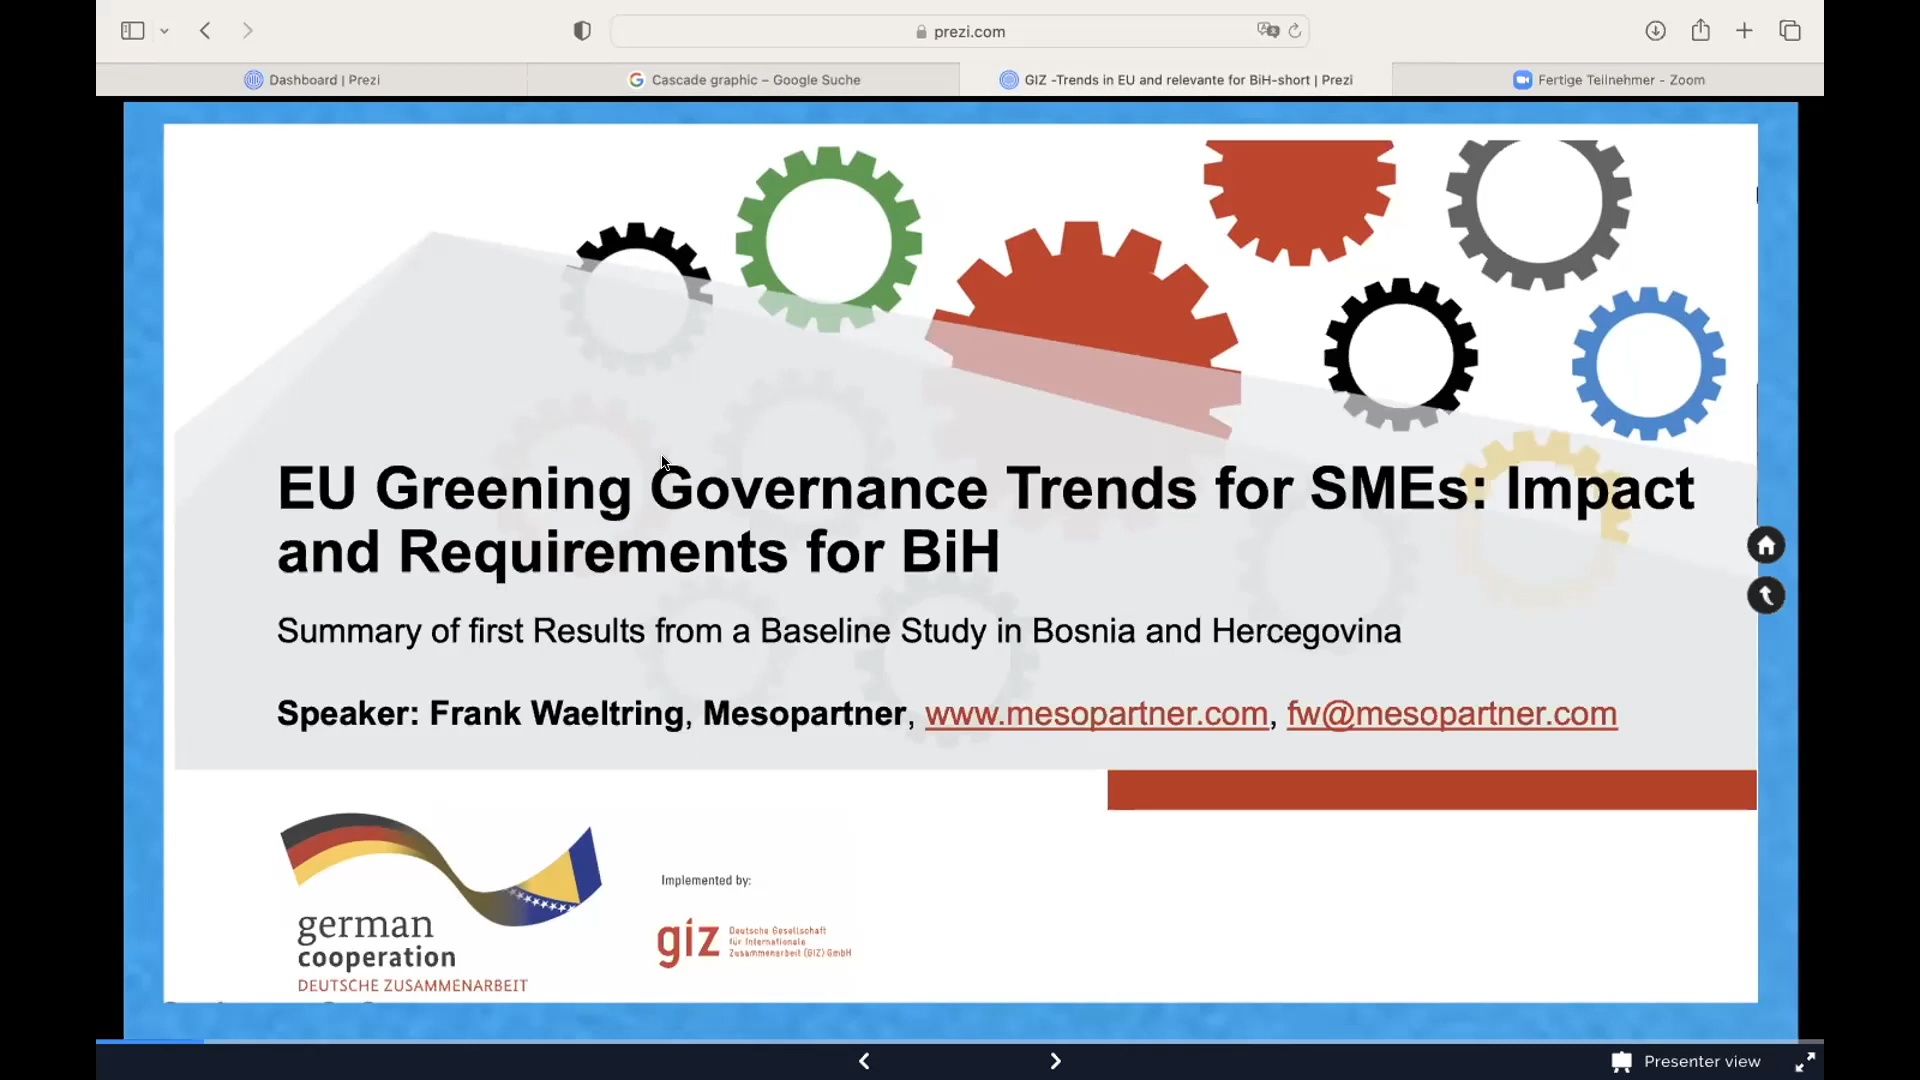 prezi.com
Dashboard | Prezi
Cascade graphic – Google Suche
GIZ -Trends in EU and relevante for BiH-short | Prezi
Fertige Teilnehmer - Zoom
EU Greening Governance Trends for SMEs: Impact
and Requirements for BiH
Summary of first Results from a Baseline Study in Bosnia and Hercegovina
Speaker: Frank Waeltring, Mesopartner, www.mesopartner.com, fw@mesopartner.com
german
cooperation
DEUTSCHE ZUSAMMENARBEIT
Implemented by:
giz
Deutsche Gesellschaft
für Internationale
Zusammenarbeit (GIZ) GmbH
Presenter view